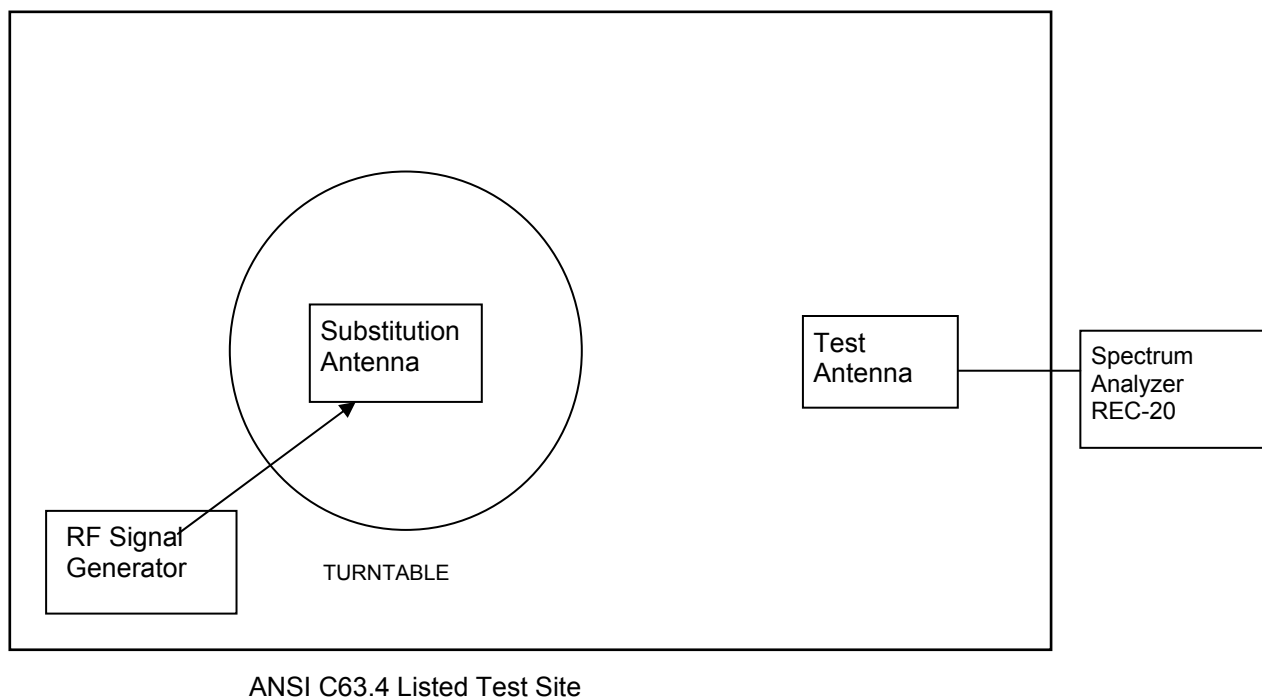 Substitution
Antenna
Test
Antenna
Spectrum
Analyzer
REC-20
RF Signal
Generator
TURNTABLE
ANSI C63.4 Listed Test Site